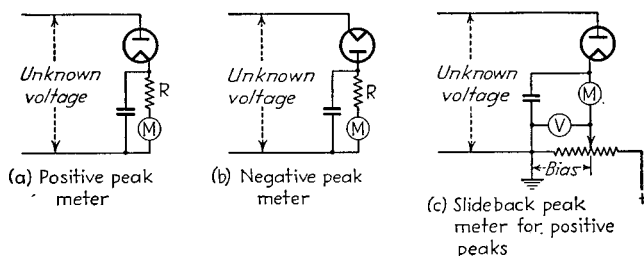 Unknown
voltage
R
M
(a) Positive peak
meter
Unknown
voltage
R
M
(b) Negative peak
meter
Unknown
voltage
M
V
Bias
+
(c) Slideback peak
meter for positive
peaks